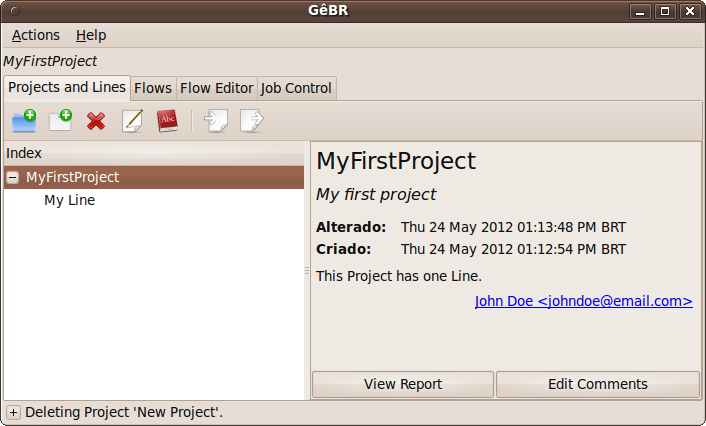 GêBR
Actions Help
MyFirstProject
Projects and Lines Flows Flow Editor Job Control
Abc
Index
MyFirstProject
My Line
MyFirstProject
My first project
Alterado: Thu 24 May 2012 01:13:48 PM BRT
Criado: Thu 24 May 2012 01:12:54 PM BRT
This Project has one Line.
John Doe <johndoe@email.com>
View Report Edit Comments
Deleting Project 'New Project'.